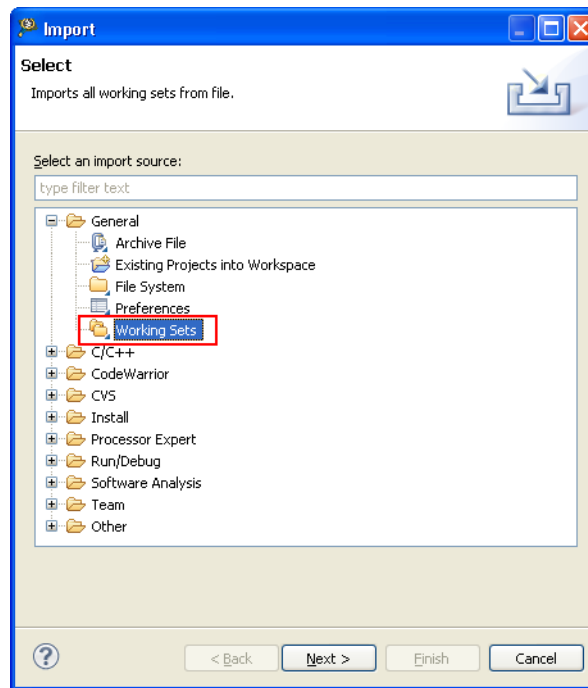 Import
Select
Imports all working sets from file.
Select an import source:
type filter text
General
Archive File
Existing Projects into Workspace
File System
Preferences
Working Sets
C/C++
CodeWarrior
CVS
Install
Processor Expert
Run/Debug
Software Analysis
Team
Other
? < Back Next > Finish Cancel